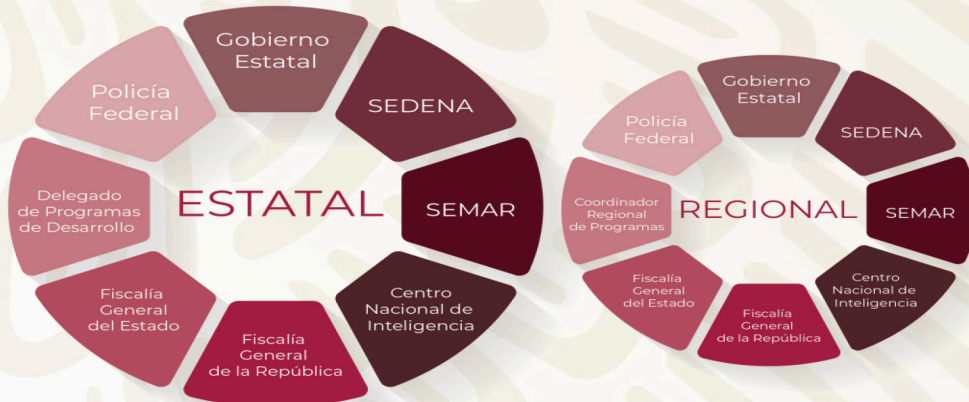 Gobierno
Estatal
SEDENA
SEMAR
Centro
Nacional de
Inteligencia
Fiscalía
General
de la República
Fiscalía
General
del Estado
Delegado
de Programas
de Desarrollo
Policía
Federal
ESTATAL
Gobierno
Estatal
SEDENA
SEMAR
Centro
Nacional de
Inteligencia
Fiscalía
General
de la República
Fiscalía
General
del Estado
Coordinador
Regional
de Programas
Policía
Federal
REGIONAL